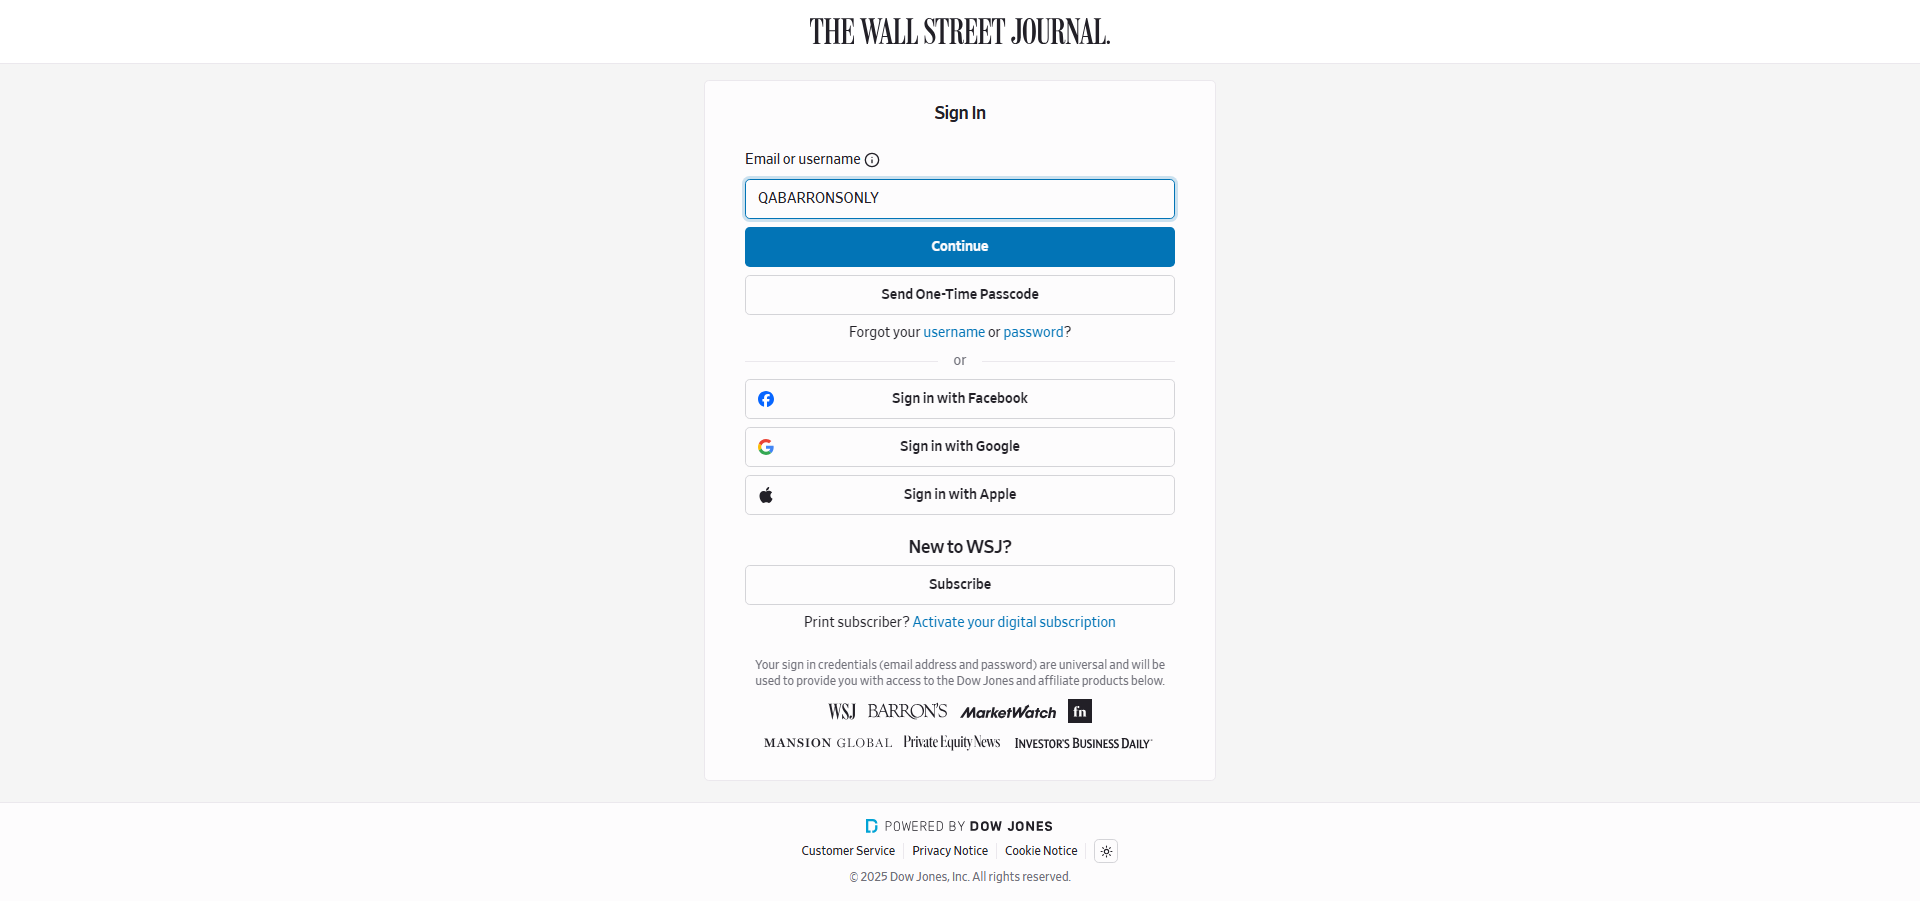 THE WALL STREET JOURNAL.
Sign In
Email or username
QABARRONSONLY
Continue
Send One-Time Passcode
Forgot your username or password?
or
Sign in with Facebook
Sign in with Google
Sign in with Apple
New to WSJ?
Subscribe
Print subscriber? Activate your digital subscription
Your sign in credentials (email address and password) are universal and will be
used to provide you with access to the Dow Jones and affiliate products below.
WSJ BARRON'S MarketWatch fn
MANSION GLOBAL Private Equity News INVESTOR'S BUSINESS DAILY
POWERED BY DOW JONES
Customer Service Privacy Notice Cookie Notice
© 2025 Dow Jones, Inc. All rights reserved.